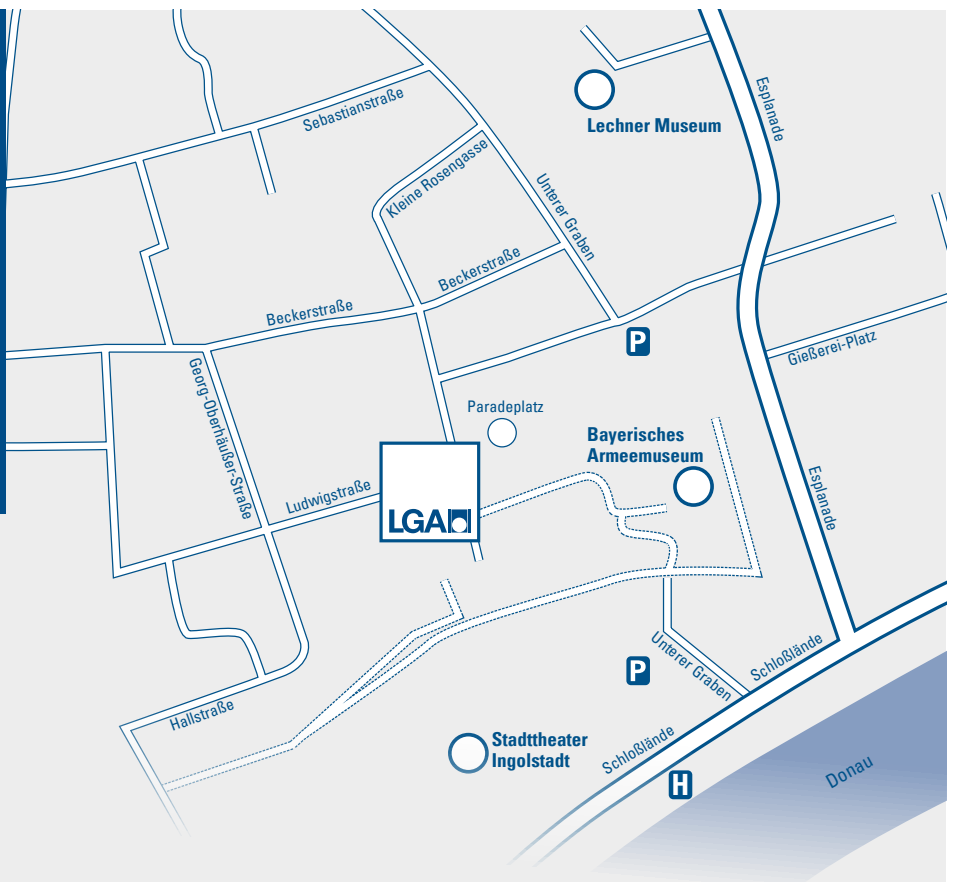 Esplanade
Lechner Museum
Sebastianstraße
Kleine Rosengasse
Unterer Graben
Beckerstraße
Beckerstraße
P
Gießerei-Platz
Georg-Oberhäußer-Straße
Paradeplatz
Bayerisches
Armeemuseum
Ludwigstraße
LGA
Esplanade
Unterer Graben
Schloßlände
P
Hallstraße
Stadttheater
Ingolstadt
Schloßlände
H
Donau